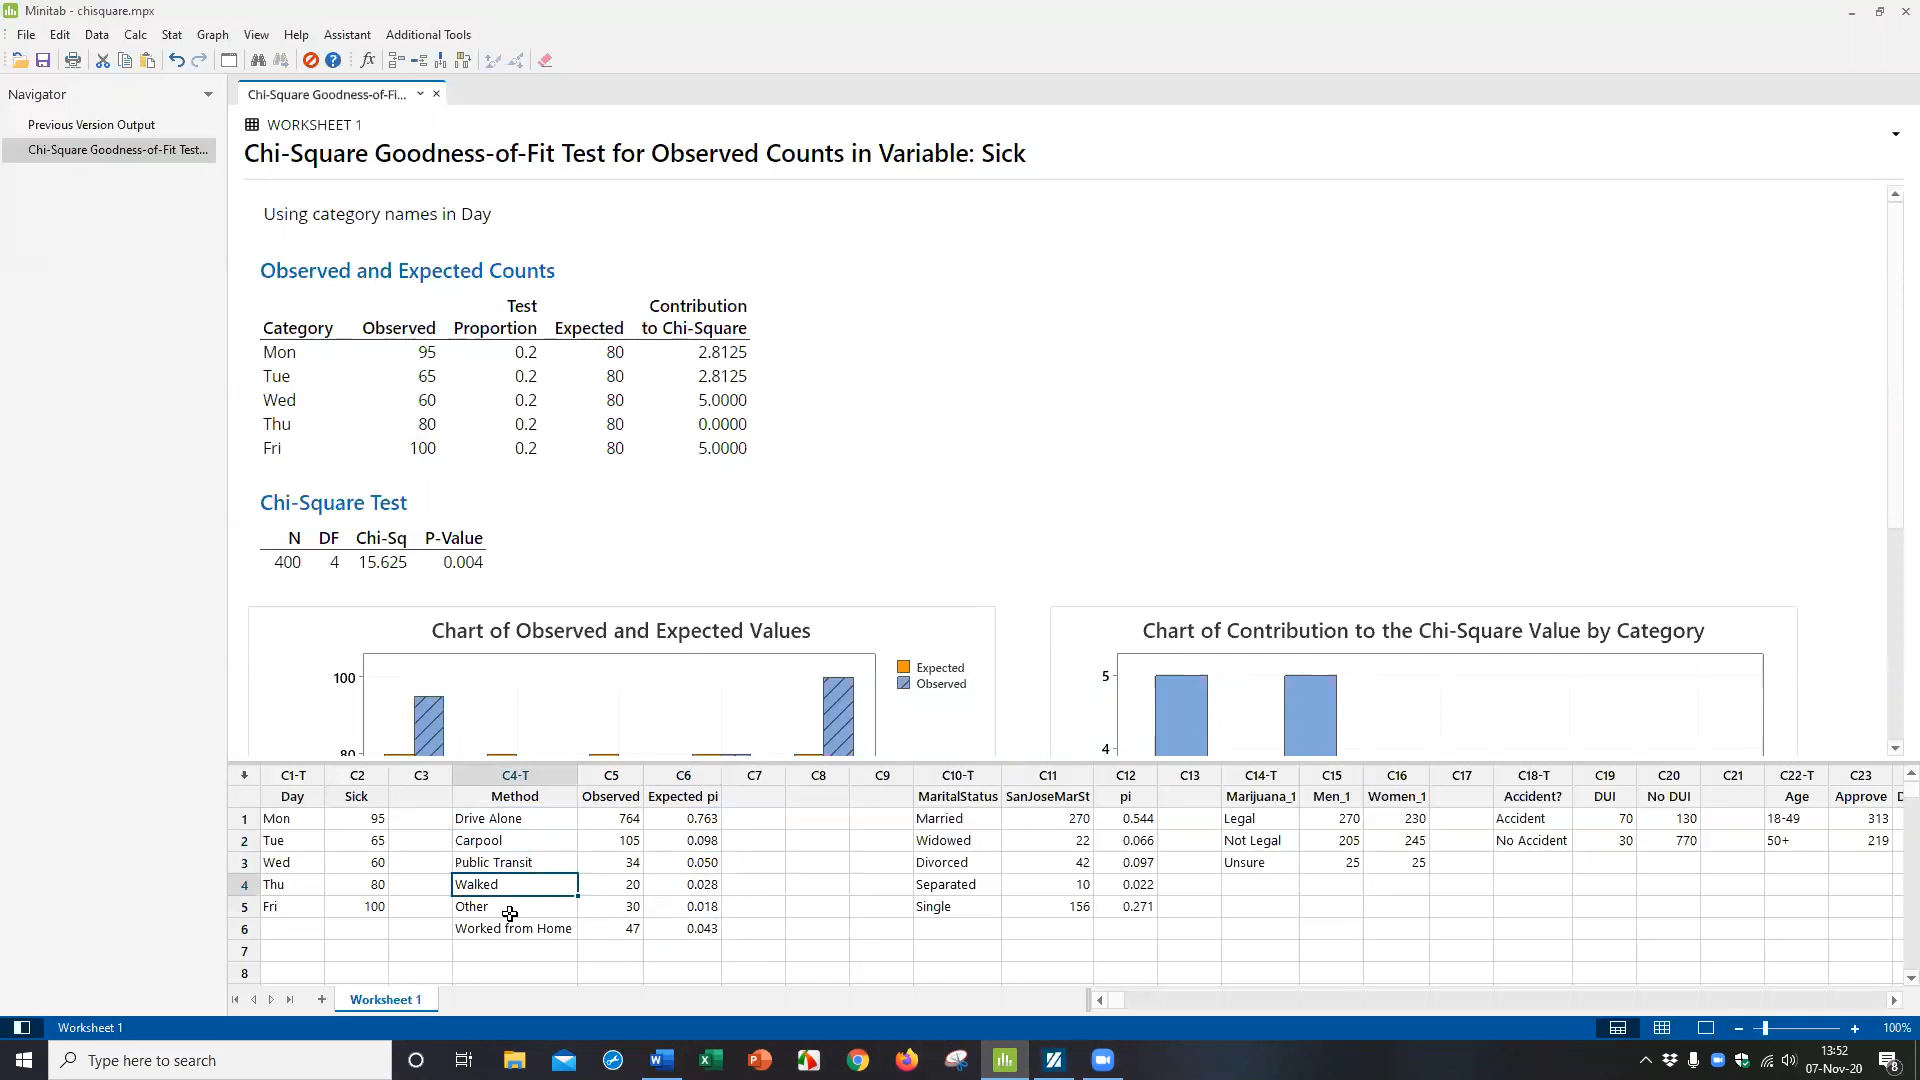 Minitab - chisquare.mpx
File Edit Data Calc Stat Graph View Help Assistant Additional Tools
Navigator
Previous Version Output
Chi-Square Goodness-of-Fit Test...
Chi-Square Goodness-of-Fi...
WORKSHEET 1
Chi-Square Goodness-of-Fit Test for Observed Counts in Variable: Sick
Using category names in Day
Observed and Expected Counts
Test Contribution
Category Observed Proportion Expected to Chi-Square
Mon 95 0.2 80 2.8125
Tue 65 0.2 80 2.8125
Wed 60 0.2 80 5.0000
Thu 80 0.2 80 0.0000
Fri 100 0.2 80 5.0000
Chi-Square Test
N DF Chi-Sq P-Value
400 4 15.625 0.004
Chart of Observed and Expected Values
Expected
Observed
100
80
Chart of Contribution to the Chi-Square Value by Category
5
4
C1-T C2 C3 C4-T C5 C6 C7 C8 C9 C10-T C11 C12 C13 C14-T C15 C16 C17 C18-T C19 C20 C21 C22-T C23
Day Sick Method Observed Expected pi MaritalStatus SanJoseMarSt pi Marijuana_1 Men_1 Women_1 Accident? DUI No DUI Age Approve D
1 Mon 95 Drive Alone 764 0.763 Married 270 0.544 Legal 270 230 Accident 70 130 18-49 313
2 Tue 65 Carpool 105 0.098 Widowed 22 0.066 Not Legal 205 245 No Accident 30 770 50+ 219
3 Wed 60 Public Transit 34 0.050 Divorced 42 0.097 Unsure 25 25
4 Thu 80 Walked 20 0.028 Separated 10 0.022
5 Fri 100 Other 30 0.018 Single 156 0.271
6 Worked from Home 47 0.043
7
8
Worksheet 1
Worksheet 1
100%
Type here to search
13:52
07-Nov-20
8